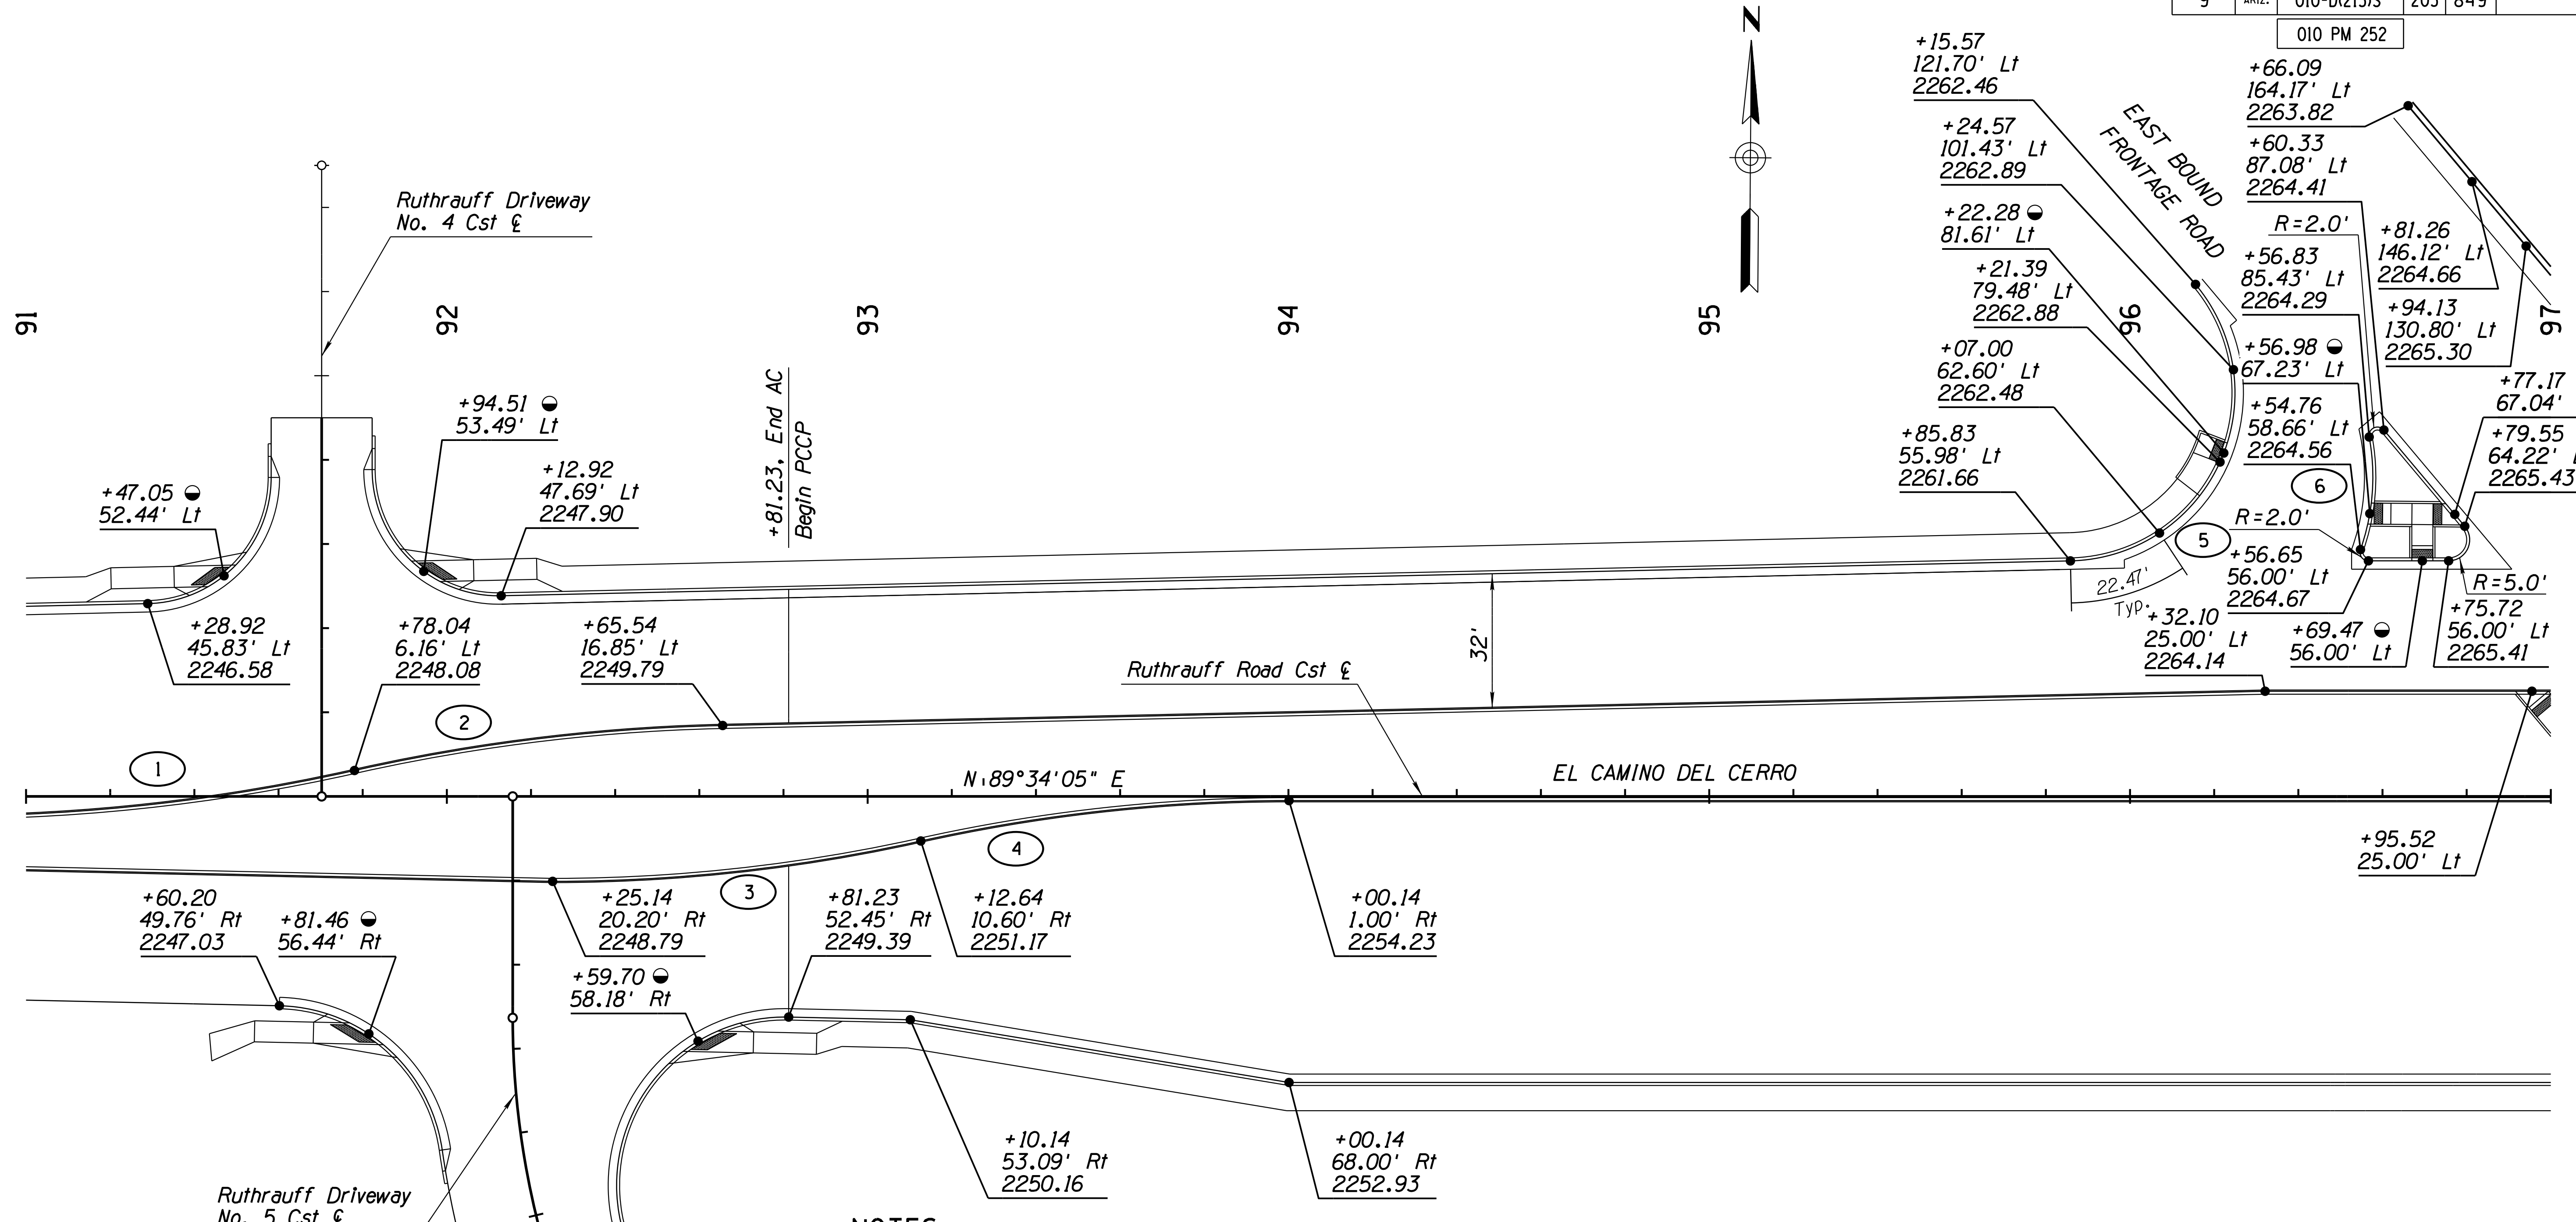 9 ARIZ. 010-D(215)S 205 849
010 PM 252
N
+15.57
121.70' Lt
2262.46
+24.57
101.43' Lt
2262.89
+22.28
81.61' Lt
+21.39
79.48' Lt
2262.88
+07.00
62.60' Lt
2262.48
+85.83
55.98' Lt
2261.66
EAST BOUND
FRONTAGE ROAD
+66.09
164.17' Lt
2263.82
+60.33
87.08' Lt
2264.41
R=2.0'
+56.83
85.43' Lt
2264.29
+81.26
146.12' Lt
2264.66
+94.13
130.80' Lt
2265.30
+56.98
67.23' Lt
+54.76
58.66' Lt
2264.56
+77.17
67.04'
+79.55
64.22'
2265.43
6
R=2.0'
5
+56.65
56.00' Lt
2264.67
R=5.0'
+75.72
56.00' Lt
2265.41
+69.47
56.00' Lt
+32.10
25.00' Lt
2264.14
22.47'
Typ.
91
92
93
94
95
96
97
Ruthrauff Driveway
No. 4 Cst ℄
+94.51
53.49' Lt
+12.92
47.69' Lt
2247.90
+47.05
52.44' Lt
+81.23, End AC
Begin PCCP
+28.92
45.83' Lt
2246.58
+78.04
6.16' Lt
2248.08
+65.54
16.85' Lt
2249.79
Ruthrauff Road Cst ℄
32'
1
2
N 89°34'05" E
EL CAMINO DEL CERRO
3
4
+95.52
25.00' Lt
+60.20
49.76' Rt
2247.03
+81.46
56.44' Rt
+25.14
20.20' Rt
2248.79
+81.23
52.45' Rt
2249.39
+12.64
10.60' Rt
2251.17
+00.14
1.00' Rt
2254.23
+59.70
58.18' Rt
+10.14
53.09' Rt
2250.16
+00.14
68.00' Rt
2252.93
Ruthrauff Driveway
No. 5 Cst ℄
NOTES